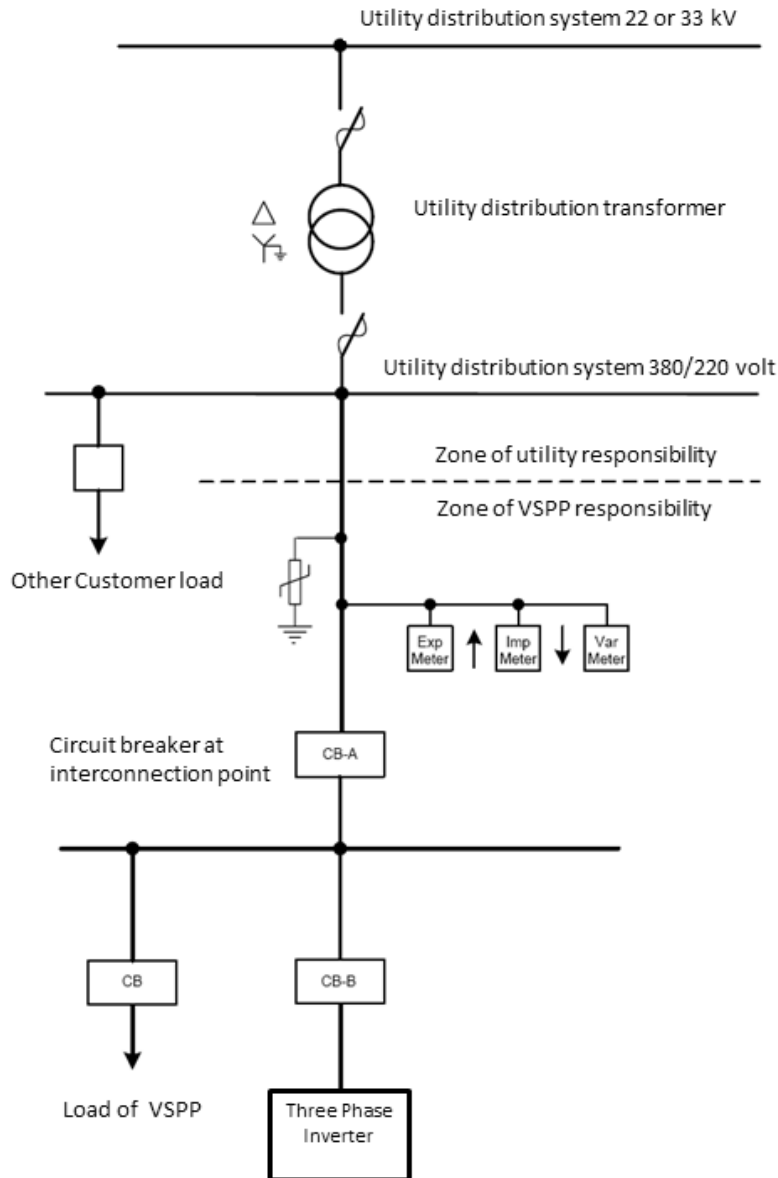 Utility distribution system 22 or 33 kV
Utility distribution transformer
Utility distribution system 380/220 volt
Zone of utility responsibility
Zone of VSPP responsibility
Other Customer load
Exp
Meter
Imp
Meter
Var
Meter
Circuit breaker at
interconnection point
CB-A
CB
CB-B
Load of VSPP
Three Phase
Inverter